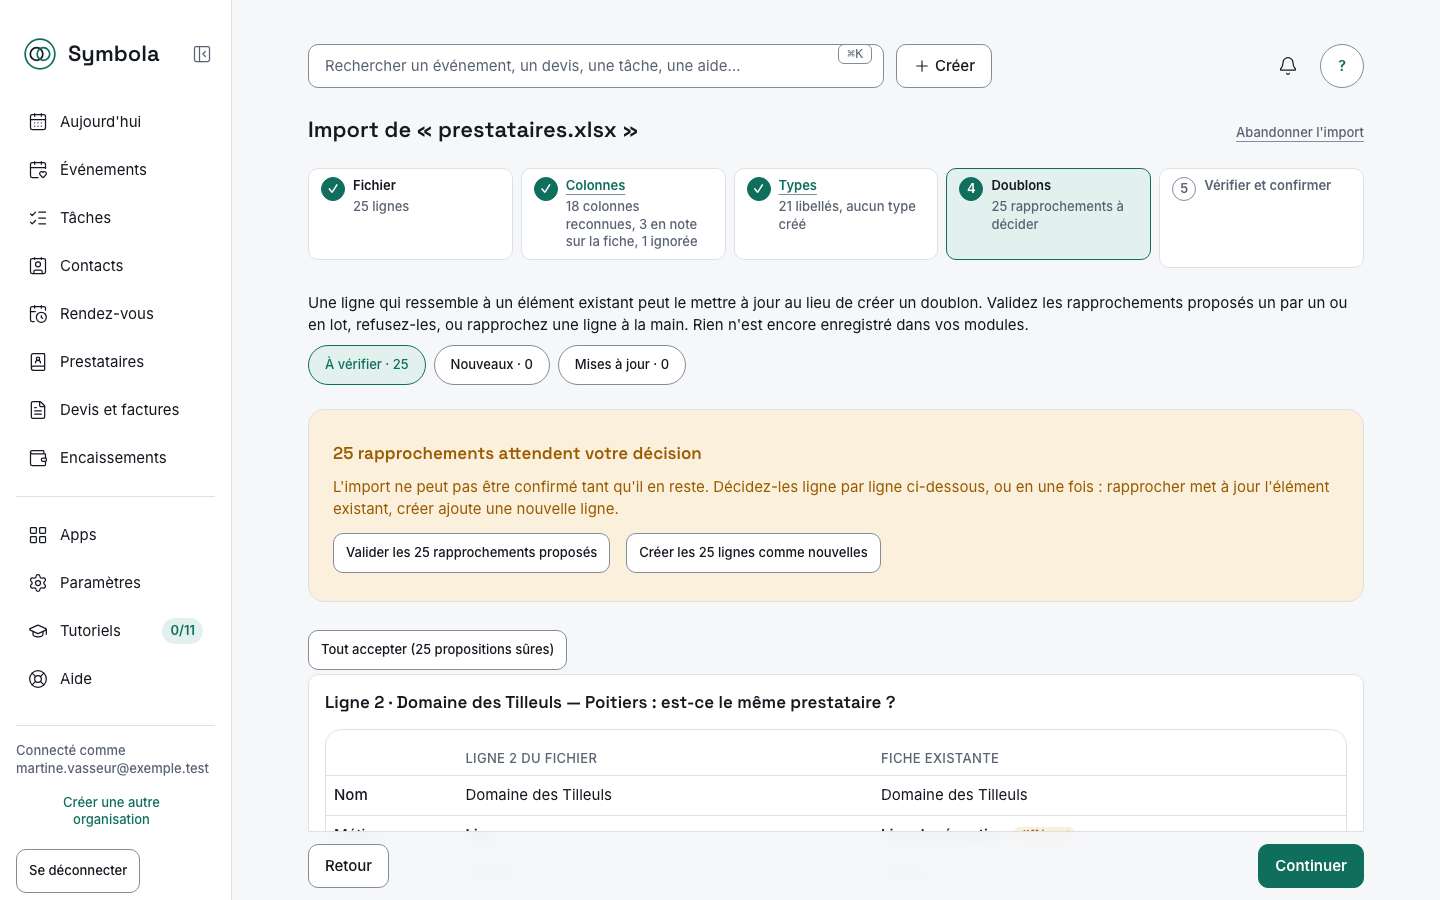 Symbola
Aujourd'hui
Événements
Tâches
Contacts
Rendez-vous
Prestataires
Devis et factures
Encaissements
Apps
Paramètres
Tutoriels 0/11
Aide
Connecté comme
martine.vasseur@exemple.test
Créer une autre
organisation
Se déconnecter
Rechercher un événement, un devis, une tâche, une aide... ⌘K
Créer
?
Import de « prestataires.xlsx »
Abandonner l'import
Fichier
25 lignes
Colonnes
18 colonnes
reconnues, 3 en note
sur la fiche, 1 ignorée
Types
21 libellés, aucun type
créé
4 Doublons
25 rapprochements à
décider
5 Vérifier et confirmer
Une ligne qui ressemble à un élément existant peut le mettre à jour au lieu de créer un doublon. Validez les rapprochements proposés un par un ou
en lot, refusez-les, ou rapprochez une ligne à la main. Rien n'est encore enregistré dans vos modules.
À vérifier · 25
Nouveaux · 0
Mises à jour · 0
25 rapprochements attendent votre décision
L'import ne peut pas être confirmé tant qu'il en reste. Décidez-les ligne par ligne ci-dessous, ou en une fois : rapprocher met à jour l'élément
existant, créer ajoute une nouvelle ligne.
Valider les 25 rapprochements proposés
Créer les 25 lignes comme nouvelles
Tout accepter (25 propositions sûres)
Ligne 2 · Domaine des Tilleuls — Poitiers : est-ce le même prestataire ?
LIGNE 2 DU FICHIER
FICHE EXISTANTE
Nom
Domaine des Tilleuls
Domaine des Tilleuls
Retour
Continuer